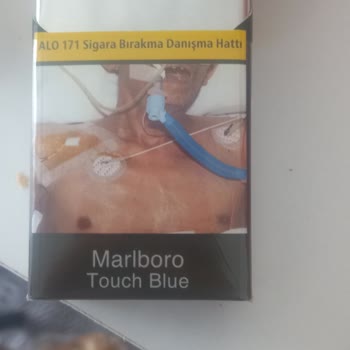 ALO 171 Sigara Bırakma Danışma Hattı
Marlboro
Touch Blue